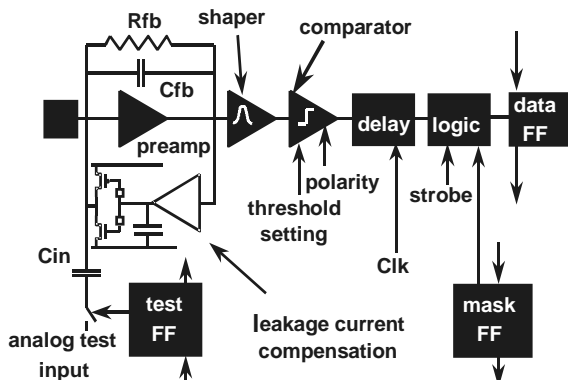 Rfb
shaper
comparator
Cfb
preamp
delay
logic
data
FF
polarity
threshold
setting
strobe
Clk
Cin
test
FF
mask
FF
analog test
input
leakage current
compensation